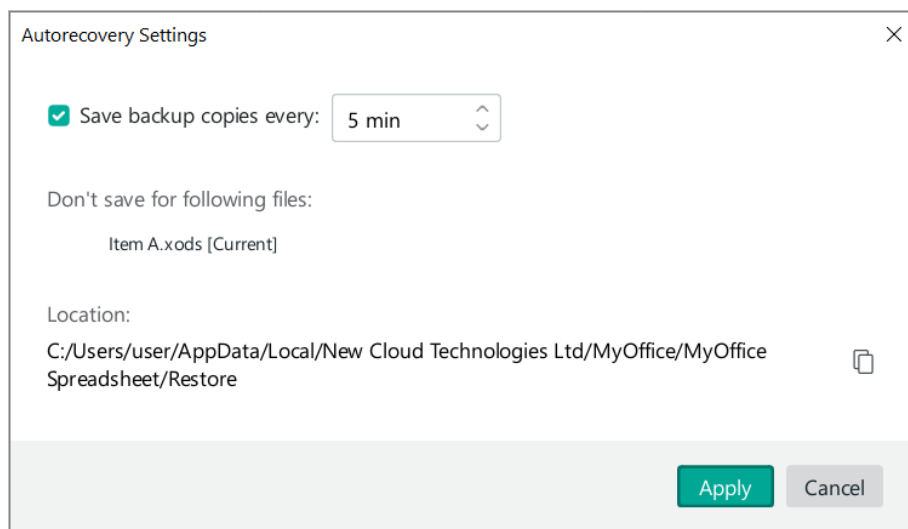 Autorecovery Settings
Save backup copies every: 5 min
Don't save for following files:
Item A.xods [Current]
Location:
C:/Users/user/AppData/Local/New Cloud Technologies Ltd/MyOffice/MyOffice
Spreadsheet/Restore
Apply Cancel